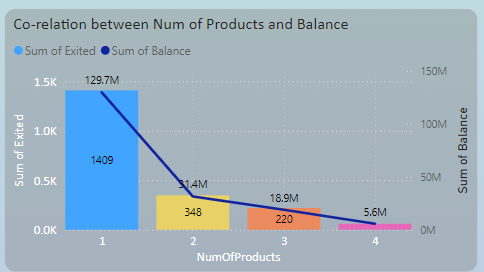 Co-relation between Num of Products and Balance
Sum of Exited Sum of Balance
129.7M
1.5K
150M
1.0K
100M
1409
31.4M
0.5K
50M
18.9M
348
220
5.6M
0.0K
0M
1 2 3 4
NumOfProducts
Sum of Exited
Sum of Balance